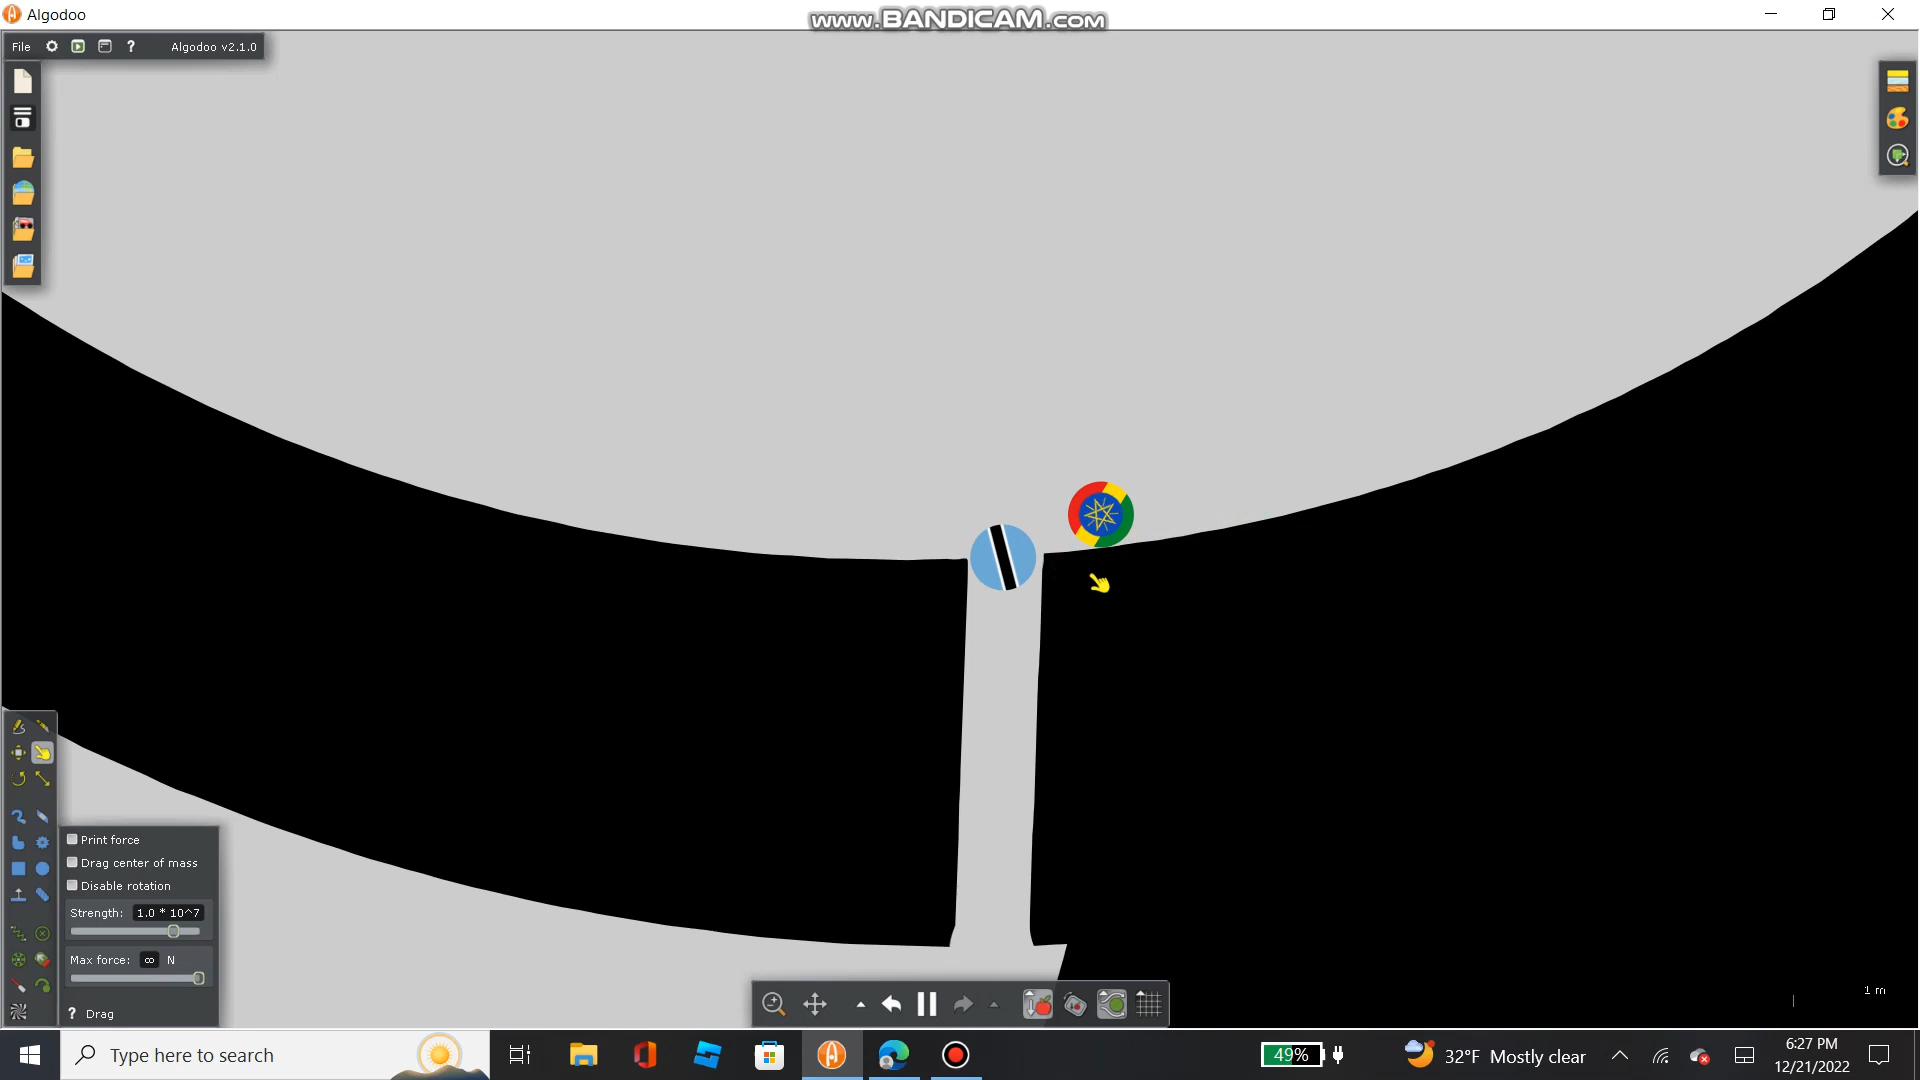 Algodoo
www.BANDICAM.com
File ? Algodoo v2.1.0
Print force
Drag center of mass
Disable rotation
Strength: 1.0 * 10^7
Max force: ∞ N
? Drag
1 m
Type here to search
49%
32°F Mostly clear
6:27 PM
12/21/2022